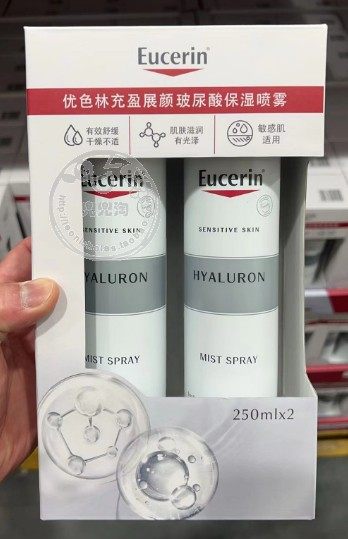 Eucerin
优色林充盈展颜玻尿酸保湿喷雾
有效舒缓
干燥不适
肌肤滋润
有光泽
敏感肌
适用
Eucerin
SENSITIVE SKIN
HYALURON
MIST SPRAY
Eucerin
SENSITIVE SKIN
HYALURON
MIST SPRAY
250mlx2